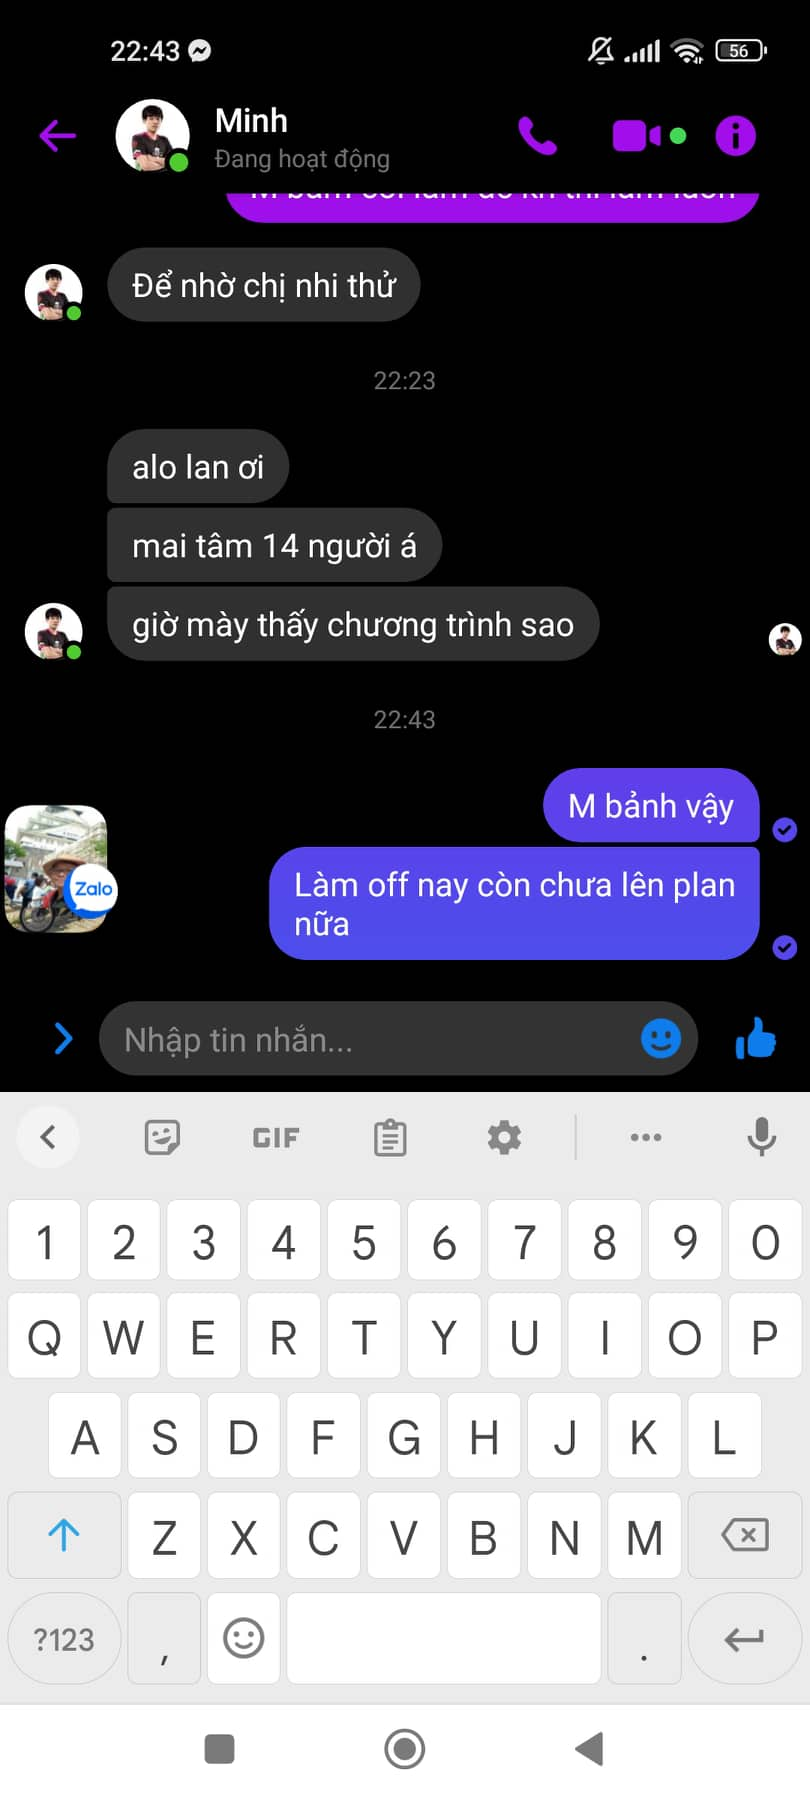 22:43
56
Minh
Đang hoạt động
Để nhờ chị nhi thử
22:23
alo lan ơi
mai tâm 14 người á
giờ mày thấy chương trình sao
22:43
M bảnh vậy
Làm off nay còn chưa lên plan
nữa
Zalo
Nhập tin nhắn...
GIF
1 2 3 4 5 6 7 8 9 0
Q W E R T Y U I O P
A S D F G H J K L
Z X C V B N M
?123 , .